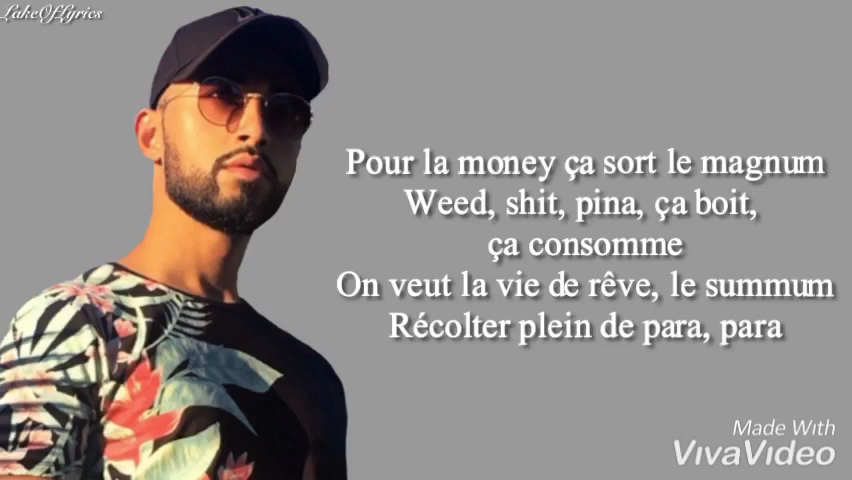 LakeOfLyrics
Pour la money ça sort le magnum
Weed, shit, pina, ça boit,
ça consomme
On veut la vie de rêve, le summum
Récolter plein de para, para
Made With
VivaVideo